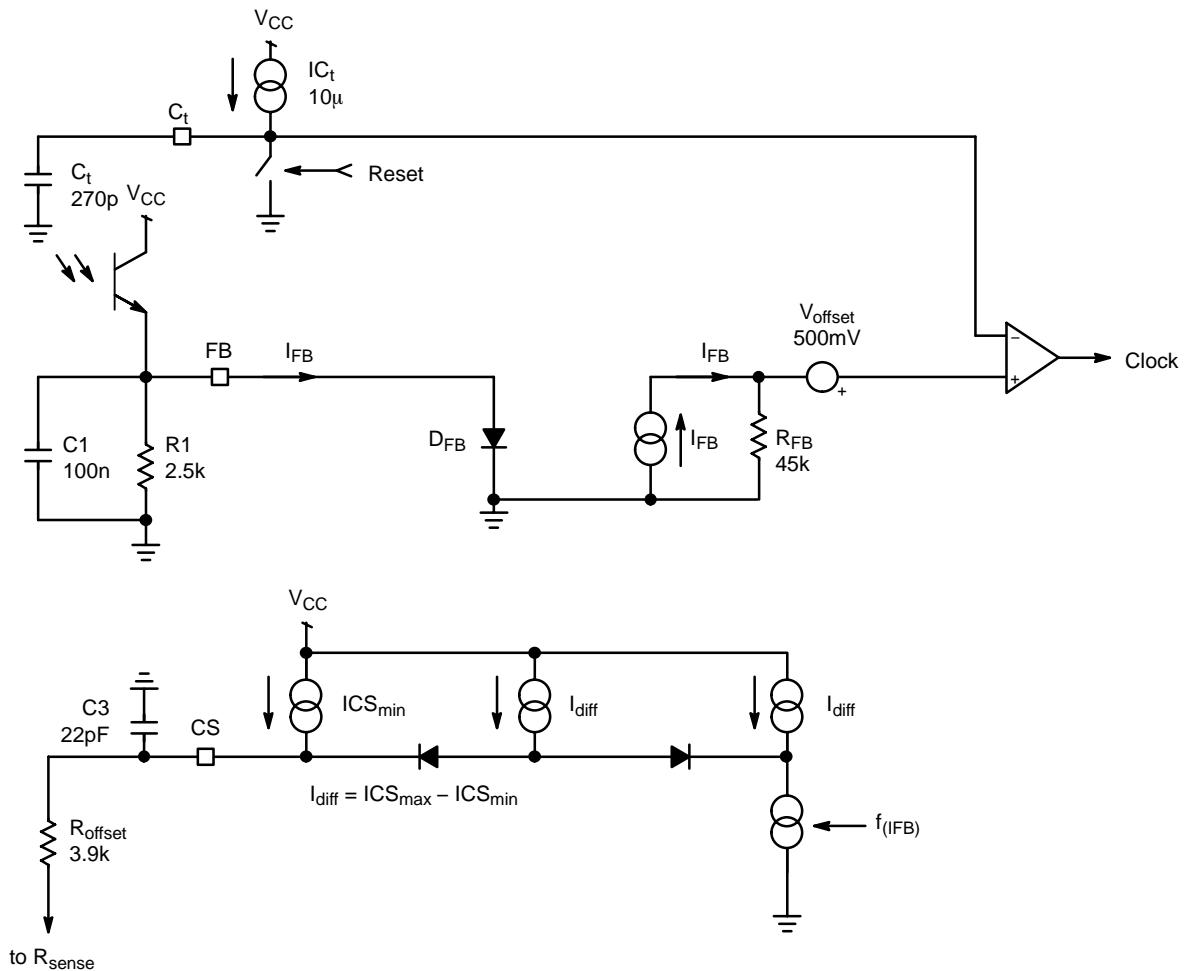 VCC
ICt
10μ
Ct
Reset
Ct
270p
VCC
Voffset
500mV
FB
IFB
IFB
−
+
Clock
+
C1
100n
R1
2.5k
DFB
IFB
RFB
45k
VCC
C3
22pF
CS
ICSmin
Idiff
Idiff
Idiff = ICSmax – ICSmin
Roffset
3.9k
f(IFB)
to Rsense